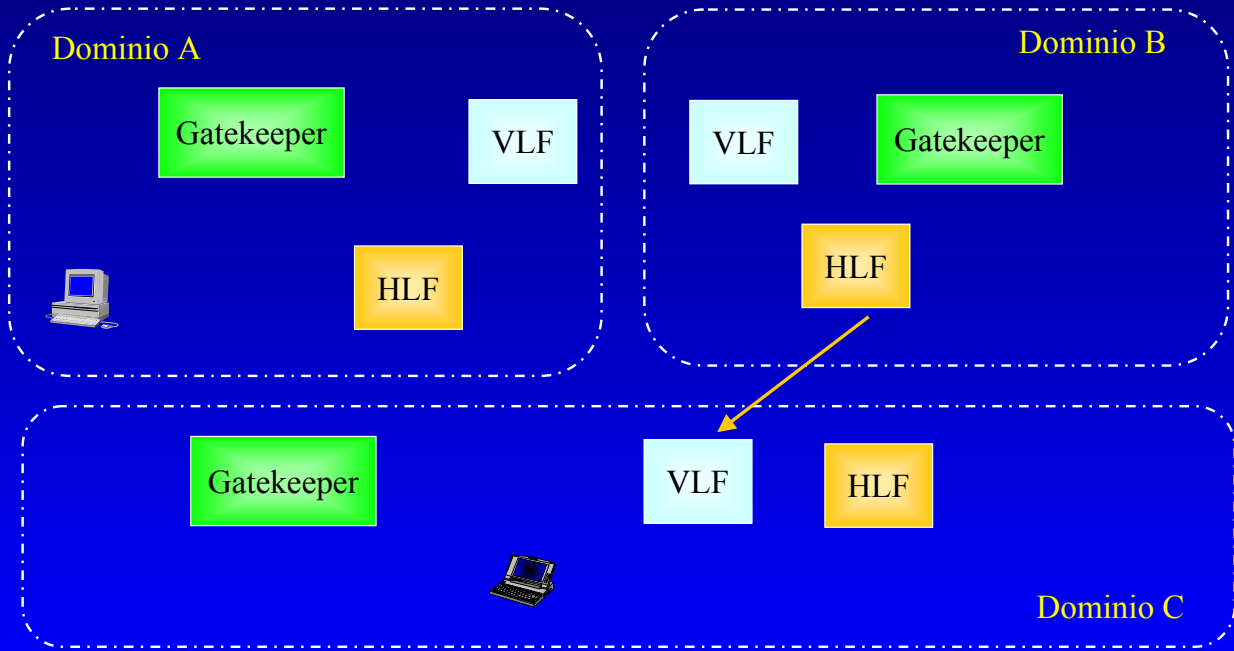 Dominio A
Gatekeeper
VLF
HLF
Dominio B
VLF
Gatekeeper
HLF
Gatekeeper
VLF
HLF
Dominio C